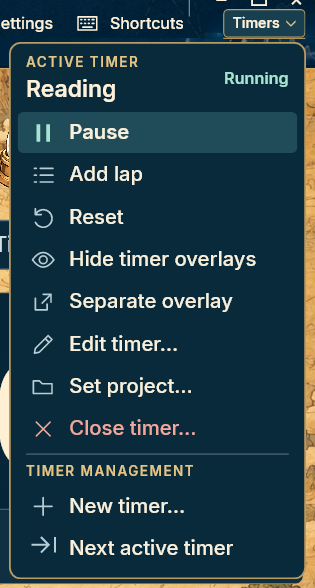 ettings
Shortcuts
Timers
ACTIVE TIMER
Reading
Running
Pause
Add lap
Reset
Hide timer overlays
Separate overlay
Edit timer...
Set project...
Close timer...
TIMER MANAGEMENT
New timer...
Next active timer